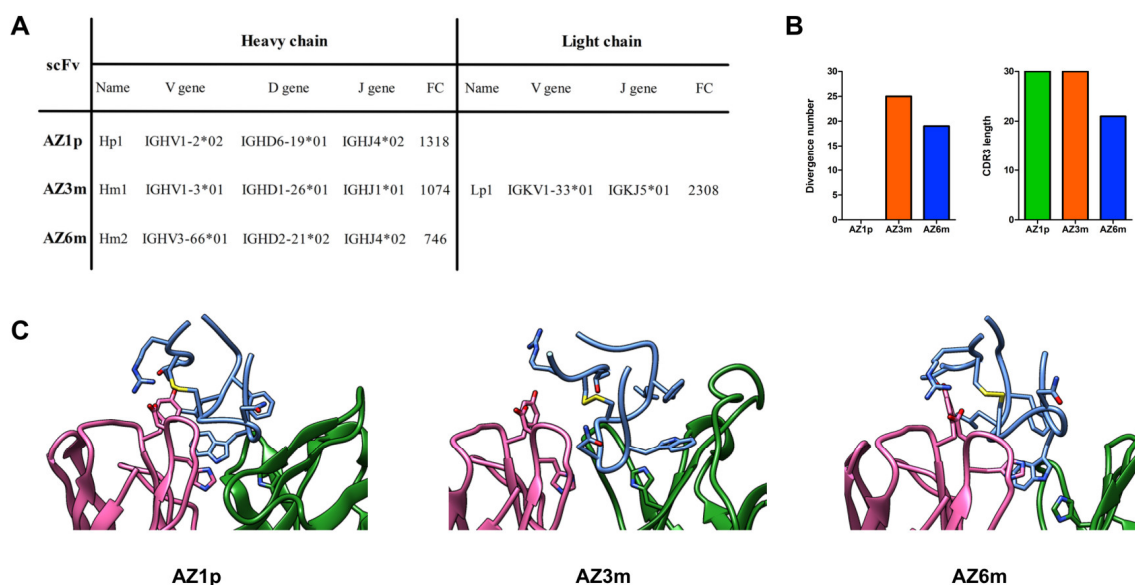 A
scFv Heavy chain Light chain
Name V gene D gene J gene FC Name V gene J gene FC
AZ1p Hp1 IGHV1-2*02 IGHD6-19*01 IGHJ4*02 1318
AZ3m Hm1 IGHV1-3*01 IGHD1-26*01 IGHJ1*01 1074 Lp1 IGKV1-33*01 IGKJ5*01 2308
AZ6m Hm2 IGHV3-66*01 IGHD2-21*02 IGHJ4*02 746
B
Divergence number
30
25
20
15
10
5
0
AZ1p AZ3m AZ6m
CDR3 length
30
20
10
0
AZ1p AZ3m AZ6m
C
AZ1p AZ3m AZ6m